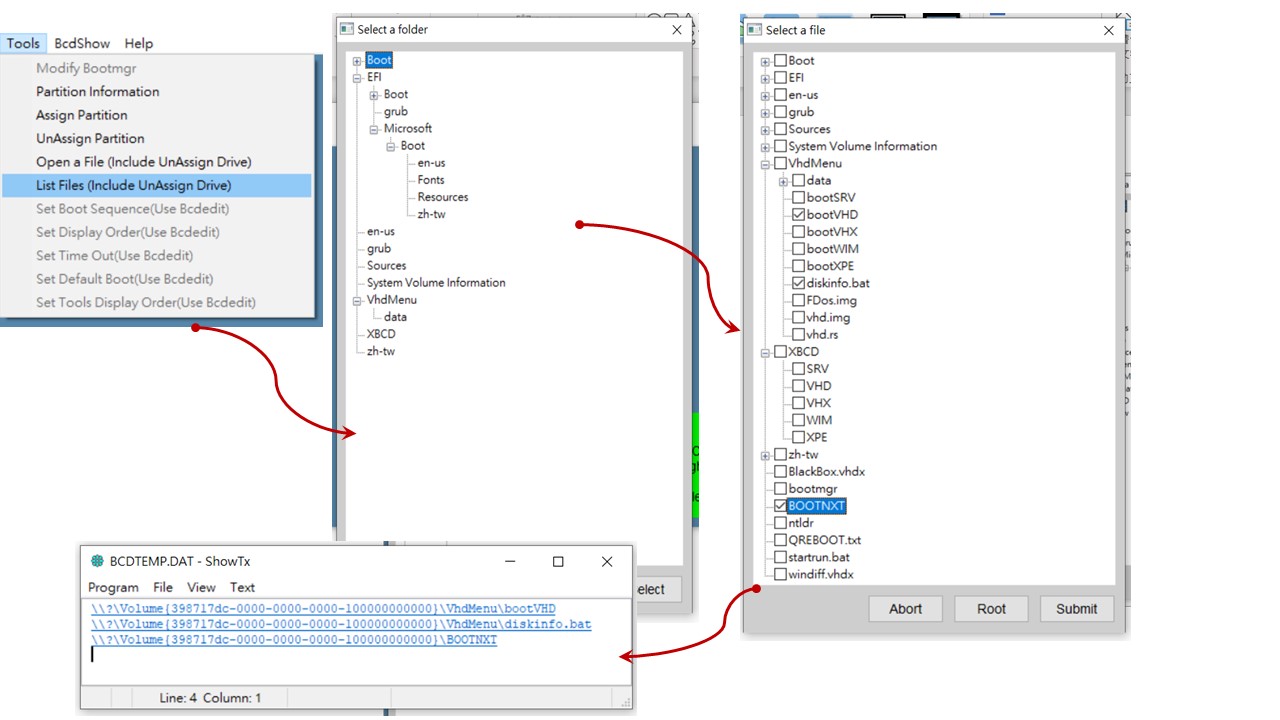 Tools BcdShow Help
Modify Bootmgr
Partition Information
Assign Partition
UnAssign Partition
Open a File (Include UnAssign Drive)
List Files (Include UnAssign Drive)
Set Boot Sequence(Use Bcdedit)
Set Display Order(Use Bcdedit)
Set Time Out(Use Bcdedit)
Set Default Boot(Use Bcdedit)
Set Tools Display Order(Use Bcdedit)
Select a folder
Boot
EFI
Boot
grub
Microsoft
Boot
en-us
Fonts
Resources
zh-tw
en-us
grub
Sources
System Volume Information
VhdMenu
data
XBCD
zh-tw
elect
Select a file
Boot
EFI
en-us
grub
Sources
System Volume Information
VhdMenu
data
bootSRV
bootVHD
bootVHX
bootWIM
bootXPE
diskinfo.bat
FDos.img
vhd.img
vhd.rs
XBCD
SRV
VHD
VHX
WIM
XPE
zh-tw
BlackBox.vhdx
bootmgr
BOOTNXT
ntldr
QREBOOT.txt
startrun.bat
windiff.vhdx
Abort Root Submit
BCDTEMP.DAT - ShowTx
Program File View Text
\\?\Volume{398717dc-0000-0000-0000-100000000000}\VhdMenu\bootVHD
\\?\Volume{398717dc-0000-0000-0000-100000000000}\VhdMenu\diskinfo.bat
\\?\Volume{398717dc-0000-0000-0000-100000000000}\BOOTNXT
Line: 4 Column: 1